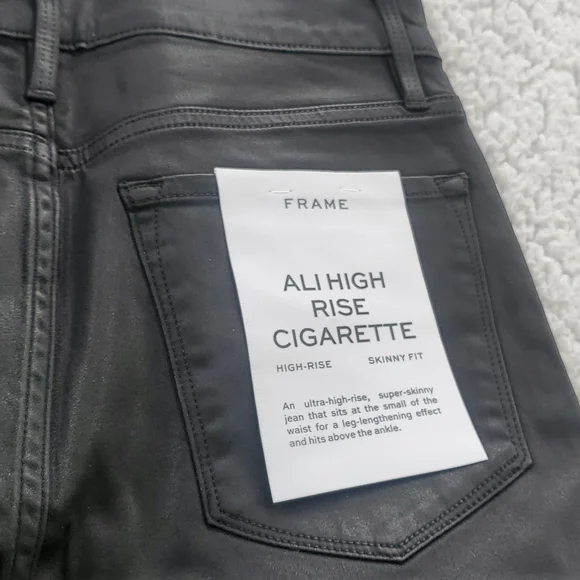 FRAME
ALI HIGH
RISE
CIGARETTE
HIGH-RISE SKINNY FIT
An ultra-high-rise, super-skinny
jean that sits at the small of the
waist for a leg-lengthening effect
and hits above the ankle.